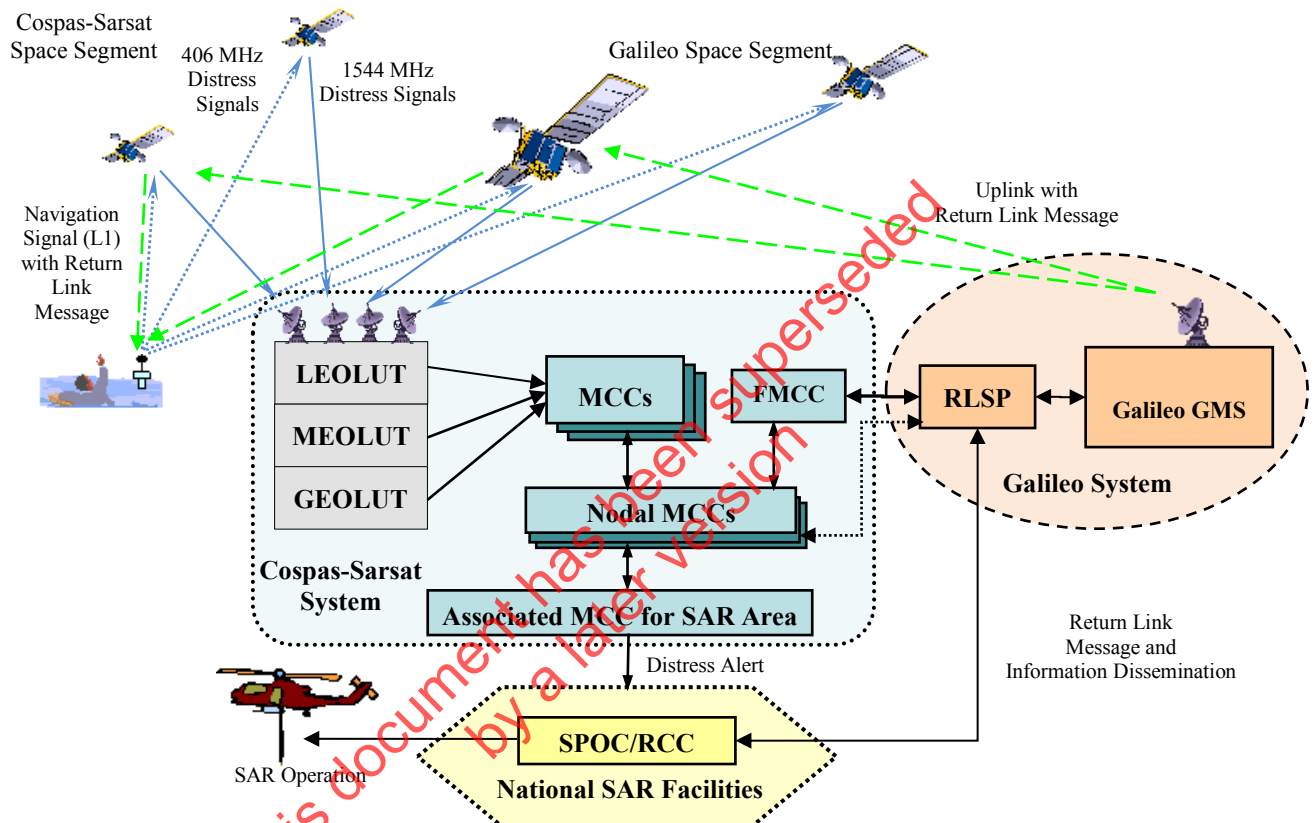 Cospas-Sarsat
Space Segment
406 MHz
Distress
Signals
1544 MHz
Distress Signals
Galileo Space Segment
Navigation
Signal (L1)
with Return
Link
Message
Uplink with
Return Link Message
LEOLUT
MEOLUT
GEOLUT
MCCs
FMCC
RLSP
Galileo GMS
Galileo System
Nodal MCCs
Cospas-Sarsat
System
Associated MCC for SAR Area
Distress Alert
Return Link
Message and
Information Dissemination
SPOC/RCC
SAR Operation
National SAR Facilities
is document has been superseded
by a later version